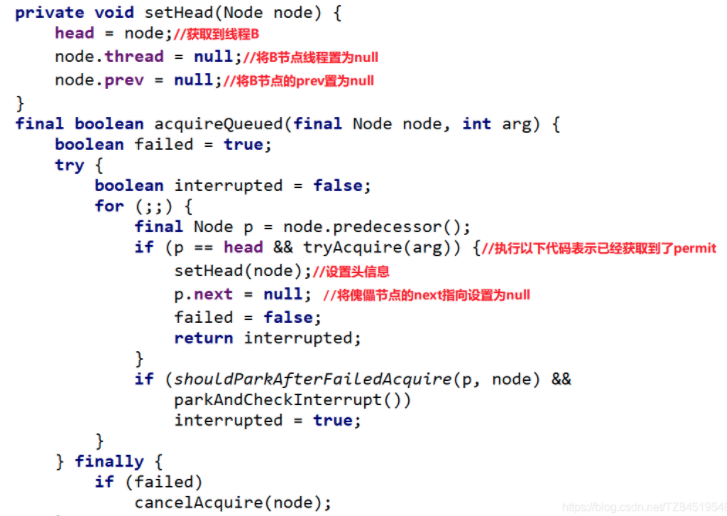 private void setHead(Node node) {
head = node;//获取到线程B
node.thread = null;//将B节点线程置为null
node.prev = null;//将B节点的prev置为null
}
final boolean acquireQueued(final Node node, int arg) {
boolean failed = true;
try {
boolean interrupted = false;
for (;;) {
final Node p = node.predecessor();
if (p == head && tryAcquire(arg)) {//执行以下代码表示已经获取到了permit
setHead(node);//设置头信息
p.next = null; //将傀儡节点的next指向设置为null
failed = false;
return interrupted;
}
if (shouldParkAfterFailedAcquire(p, node) &&
parkAndCheckInterrupt())
interrupted = true;
}
} finally {
if (failed)
cancelAcquire(node);